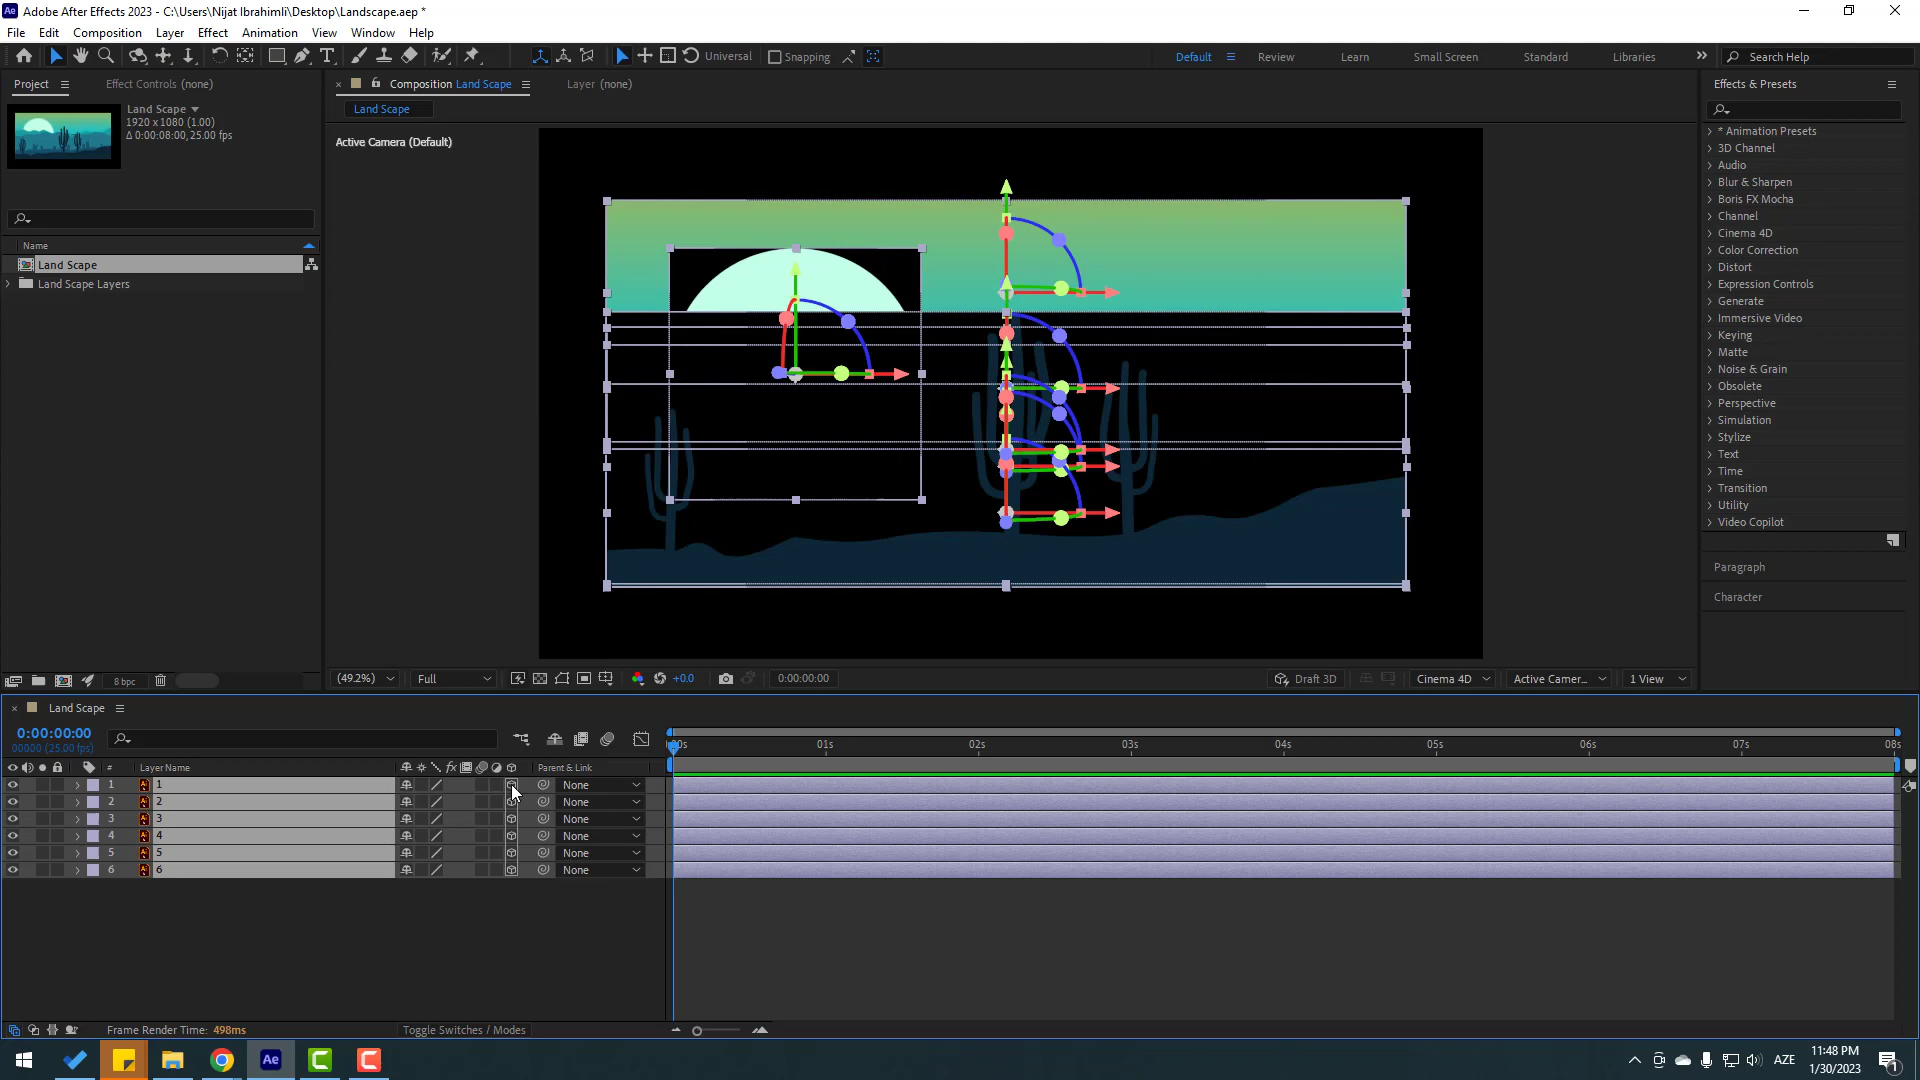 Ae Adobe After Effects 2023 - C:\Users\Nijat Ibrahimli\Desktop\Landscape.aep *
File Edit Composition Layer Effect Animation View Window Help
Universal Snapping Default Review Learn Small Screen Standard Libraries Search Help
Project Effect Controls (none)
Land Scape
1920 x 1080 (1.00)
Δ 0:00:08:00, 25.00 fps
Name
Land Scape
Land Scape Layers
8 bpc
Composition Land Scape Layer (none)
Land Scape
Active Camera (Default)
(49.2%) Full +0.0 0:00:00:00 Draft 3D Cinema 4D Active Camer... 1 View
Effects & Presets
* Animation Presets
3D Channel
Audio
Blur & Sharpen
Boris FX Mocha
Channel
Cinema 4D
Color Correction
Distort
Expression Controls
Generate
Immersive Video
Keying
Matte
Noise & Grain
Obsolete
Perspective
Simulation
Stylize
Text
Time
Transition
Utility
Video Copilot
Paragraph
Character
Land Scape
0:00:00:00
00000 (25.00 fps)
:00s 01s 02s 03s 04s 05s 06s 07s 08s
# Layer Name fx Parent & Link
1 1 None
2 2 None
3 3 None
4 4 None
5 5 None
6 6 None
Frame Render Time: 498ms Toggle Switches / Modes
Ae AZE 11:48 PM
1/30/2023 1